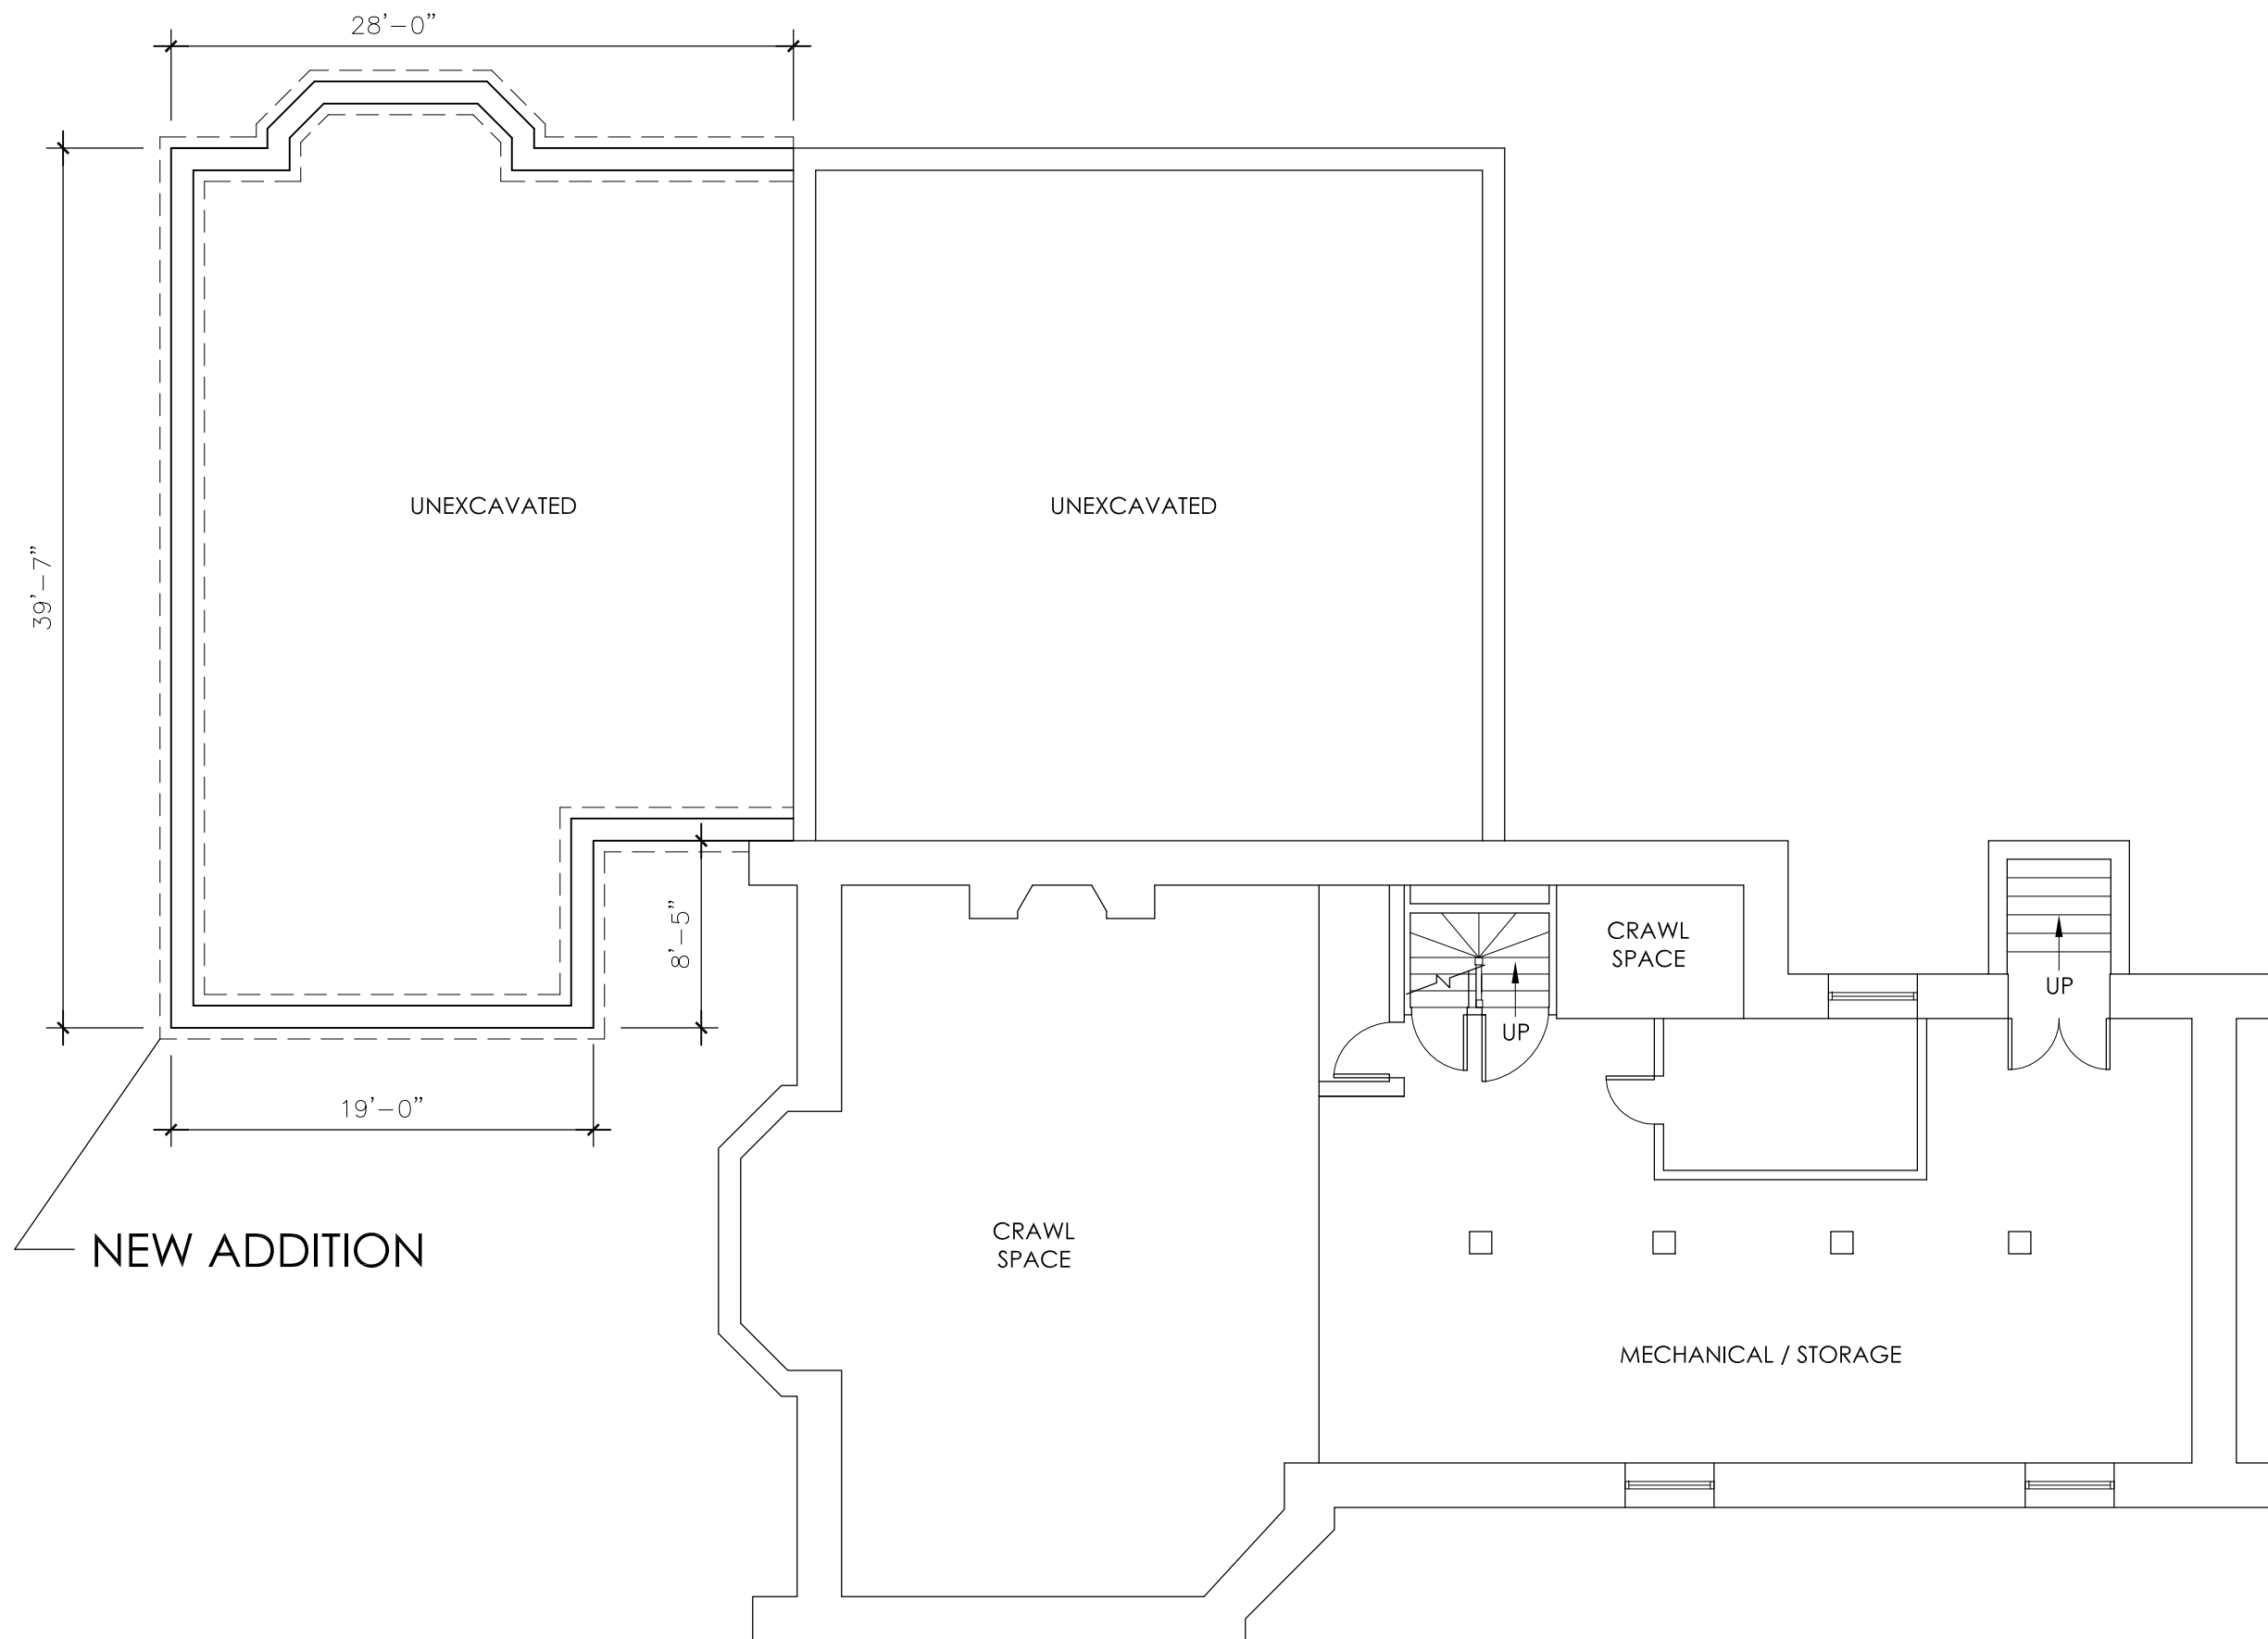 28'-0"
39'-7"
UNEXCAVATED
UNEXCAVATED
8'-5"
CRAWL
SPACE
UP
UP
19'-0"
NEW ADDITION
CRAWL
SPACE
MECHANICAL / STORAGE